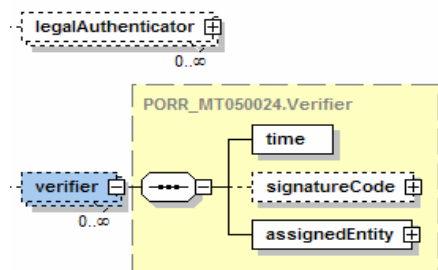 legalAuthenticator
0..∞
PORR_MT050024.Verifier
time
verifier
signatureCode
0..∞
assignedEntity